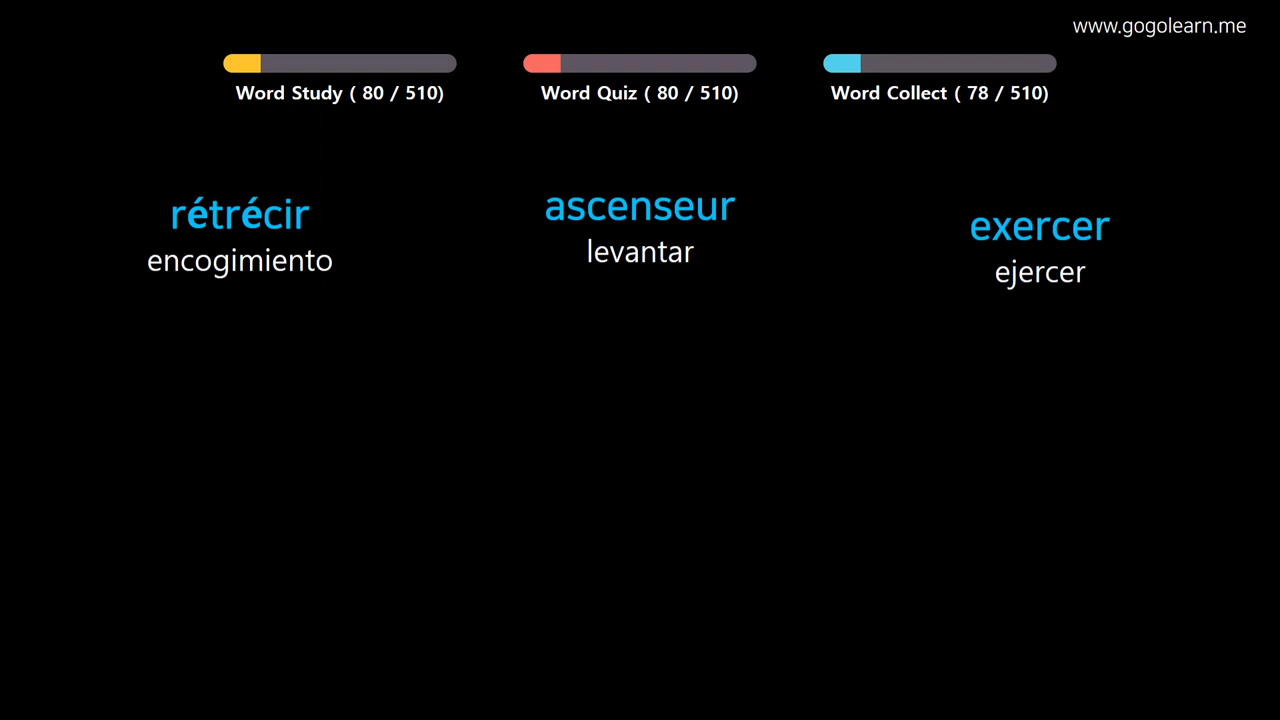 www.gogolearn.me
Word Study ( 80 / 510)
Word Quiz ( 80 / 510)
Word Collect ( 78 / 510)
rétrécir
encogimiento
ascenseur
levantar
exercer
ejercer